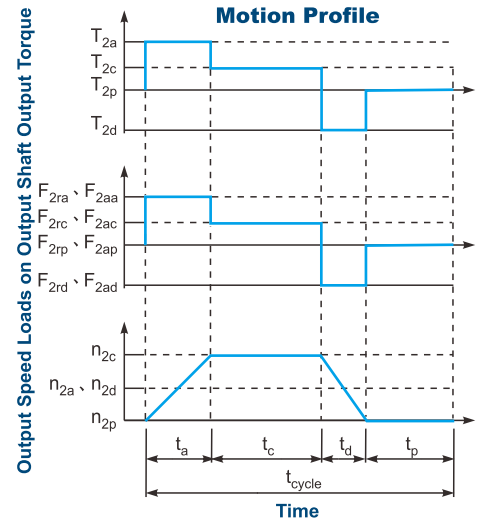 Motion Profile
Output Speed Loads on Output Shaft Output Torque
T2a
T2c
T2p
T2d
F2ra、F2aa
F2rc、F2ac
F2rp、F2ap
F2rd、F2ad
n2c
n2a、n2d
n2p
ta
tc
td
tp
tcycle
Time